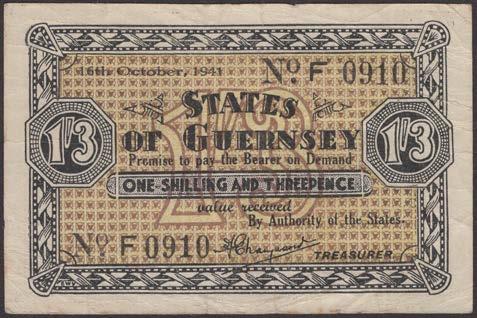 16th October, 1941
No F 0910
STATES
OF GUERNSEY
1/3
1/3
Promise to pay the Bearer on Demand
ONE-SHILLING AND THREEPENCE
value received
By Authority of the States.
No F 0910
TREASURER.